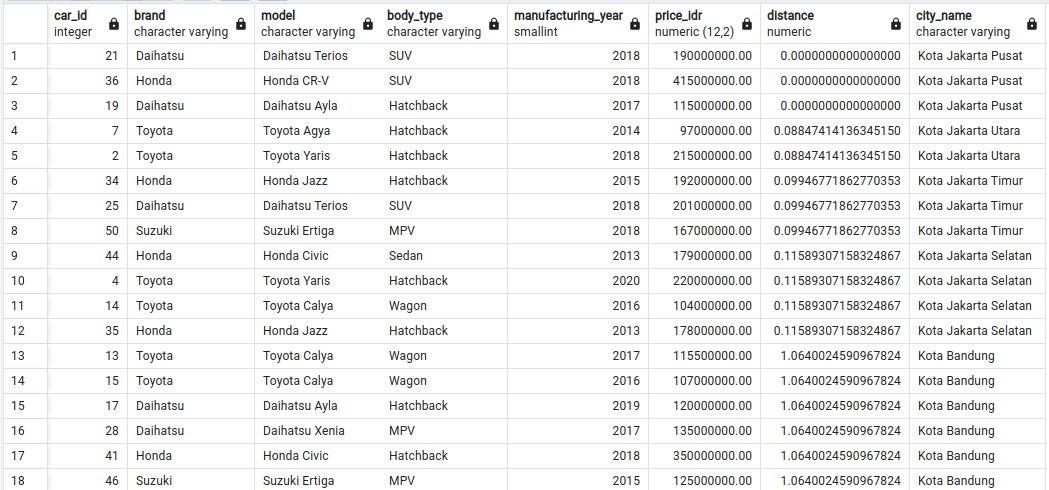 car_id brand model body_type manufacturing_year price_idr distance city_name
integer character varying character varying character varying smallint numeric (12,2) numeric character varying
1 21 Daihatsu Daihatsu Terios SUV 2018 190000000.00 0.0000000000000000 Kota Jakarta Pusat
2 36 Honda Honda CR-V SUV 2018 415000000.00 0.0000000000000000 Kota Jakarta Pusat
3 19 Daihatsu Daihatsu Ayla Hatchback 2017 115000000.00 0.0000000000000000 Kota Jakarta Pusat
4 7 Toyota Toyota Agya Hatchback 2014 97000000.00 0.08847414136345150 Kota Jakarta Utara
5 2 Toyota Toyota Yaris Hatchback 2018 215000000.00 0.08847414136345150 Kota Jakarta Utara
6 34 Honda Honda Jazz Hatchback 2015 192000000.00 0.09946771862770353 Kota Jakarta Timur
7 25 Daihatsu Daihatsu Terios SUV 2018 201000000.00 0.09946771862770353 Kota Jakarta Timur
8 50 Suzuki Suzuki Ertiga MPV 2018 167000000.00 0.09946771862770353 Kota Jakarta Timur
9 44 Honda Honda Civic Sedan 2013 179000000.00 0.11589307158324867 Kota Jakarta Selatan
10 4 Toyota Toyota Yaris Hatchback 2020 220000000.00 0.11589307158324867 Kota Jakarta Selatan
11 14 Toyota Toyota Calya Wagon 2016 104000000.00 0.11589307158324867 Kota Jakarta Selatan
12 35 Honda Honda Jazz Hatchback 2013 178000000.00 0.11589307158324867 Kota Jakarta Selatan
13 13 Toyota Toyota Calya Wagon 2017 115500000.00 1.0640024590967824 Kota Bandung
14 15 Toyota Toyota Calya Wagon 2016 107000000.00 1.0640024590967824 Kota Bandung
15 17 Daihatsu Daihatsu Ayla Hatchback 2019 120000000.00 1.0640024590967824 Kota Bandung
16 28 Daihatsu Daihatsu Xenia MPV 2017 135000000.00 1.0640024590967824 Kota Bandung
17 41 Honda Honda Civic Hatchback 2018 350000000.00 1.0640024590967824 Kota Bandung
18 46 Suzuki Suzuki Ertiga MPV 2015 125000000.00 1.0640024590967824 Kota Bandung